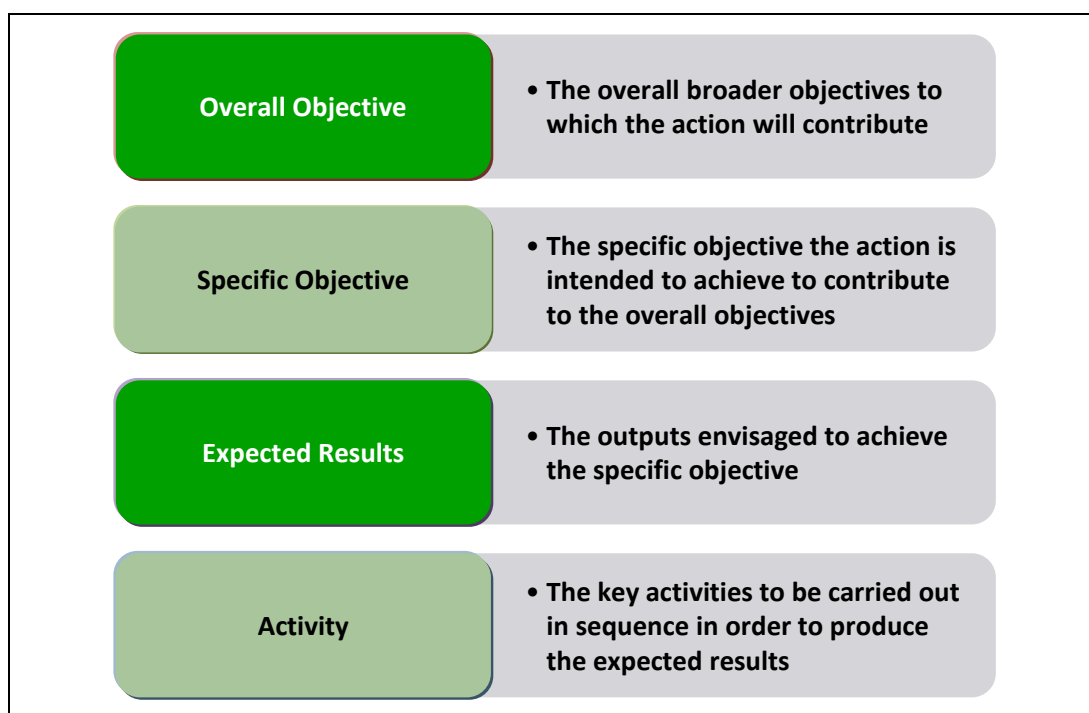 Overall Objective
• The overall broader objectives to
which the action will contribute
Specific Objective
• The specific objective the action is
intended to achieve to contribute
to the overall objectives
Expected Results
• The outputs envisaged to achieve
the specific objective
Activity
• The key activities to be carried out
in sequence in order to produce
the expected results